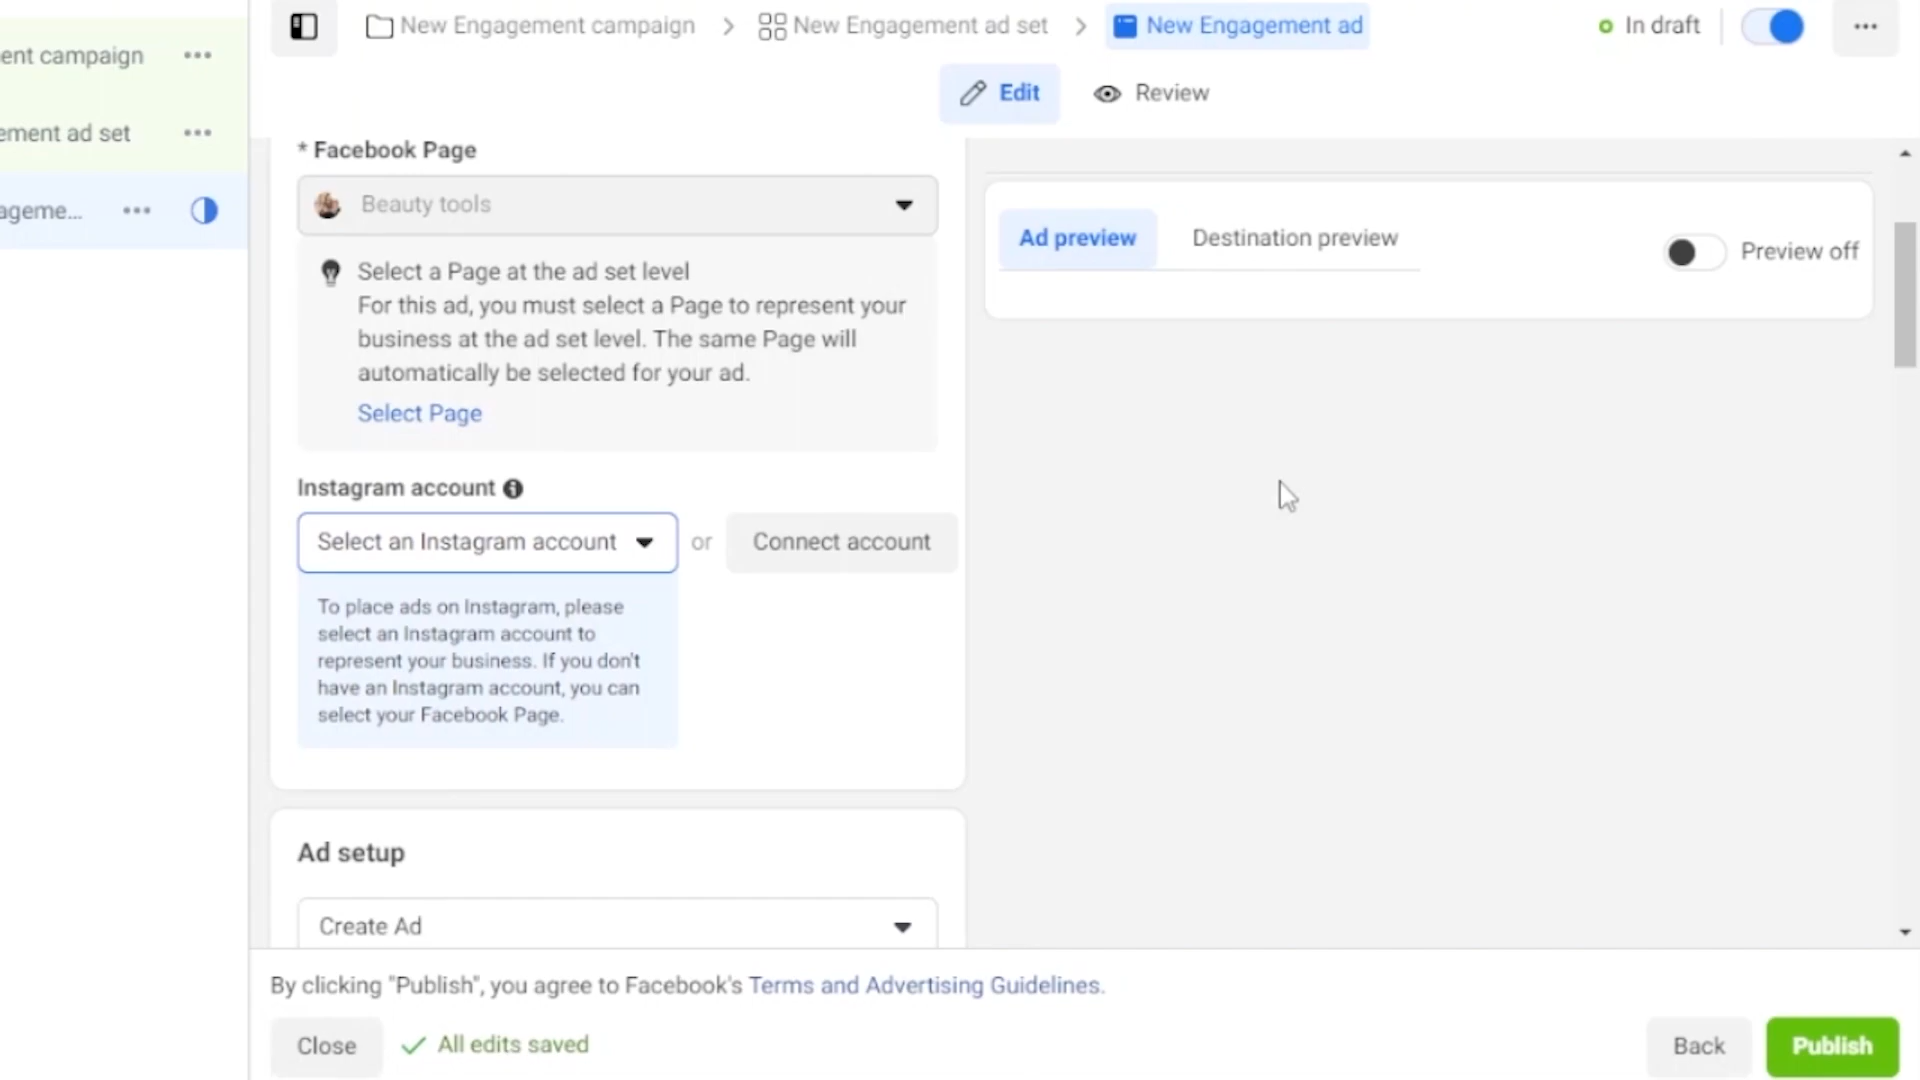 ent campaign
New Engagement campaign
New Engagement ad set
New Engagement ad
In draft
Edit
Review
ement ad set
ageme...
* Facebook Page
Beauty tools
Select a Page at the ad set level
For this ad, you must select a Page to represent your
business at the ad set level. The same Page will
automatically be selected for your ad.
Select Page
Ad preview
Destination preview
Preview off
Instagram account
Select an Instagram account
or
Connect account
To place ads on Instagram, please
select an Instagram account to
represent your business. If you don't
have an Instagram account, you can
select your Facebook Page.
Ad setup
Create Ad
By clicking "Publish", you agree to Facebook's Terms and Advertising Guidelines.
Close
All edits saved
Back
Publish